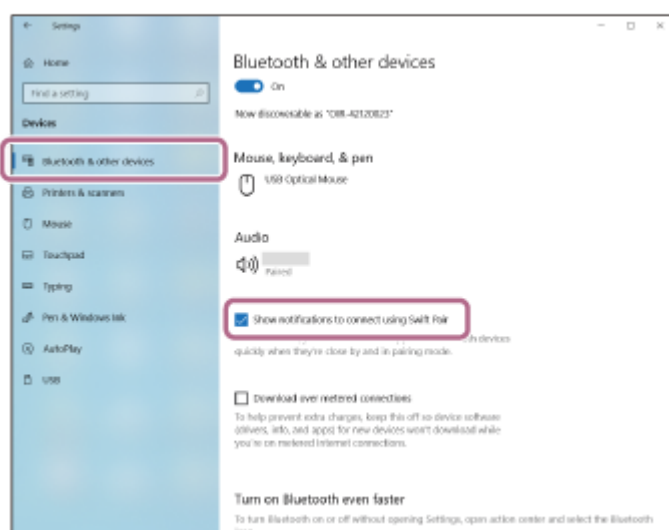 Settings
Home
Find a setting
Devices
Bluetooth & other devices
Printers & scanners
Mouse
Touchpad
Typing
Pen & Windows Ink
AutoPlay
USB
Bluetooth & other devices
On
Now discoverable as
Mouse, keyboard, & pen
USB Optical Mouse
Audio
Paired
Show notifications to connect using Swift Pair
devices
quickly when they're close by and in pairing mode.
Download over metered connections
To help prevent extra charges, keep this off so device software
(drivers, info, and apps) for new devices won't download while
you're on metered internet connections.
Turn on Bluetooth even faster
To turn Bluetooth on or off without opening Settings, open action center and select the Bluetooth